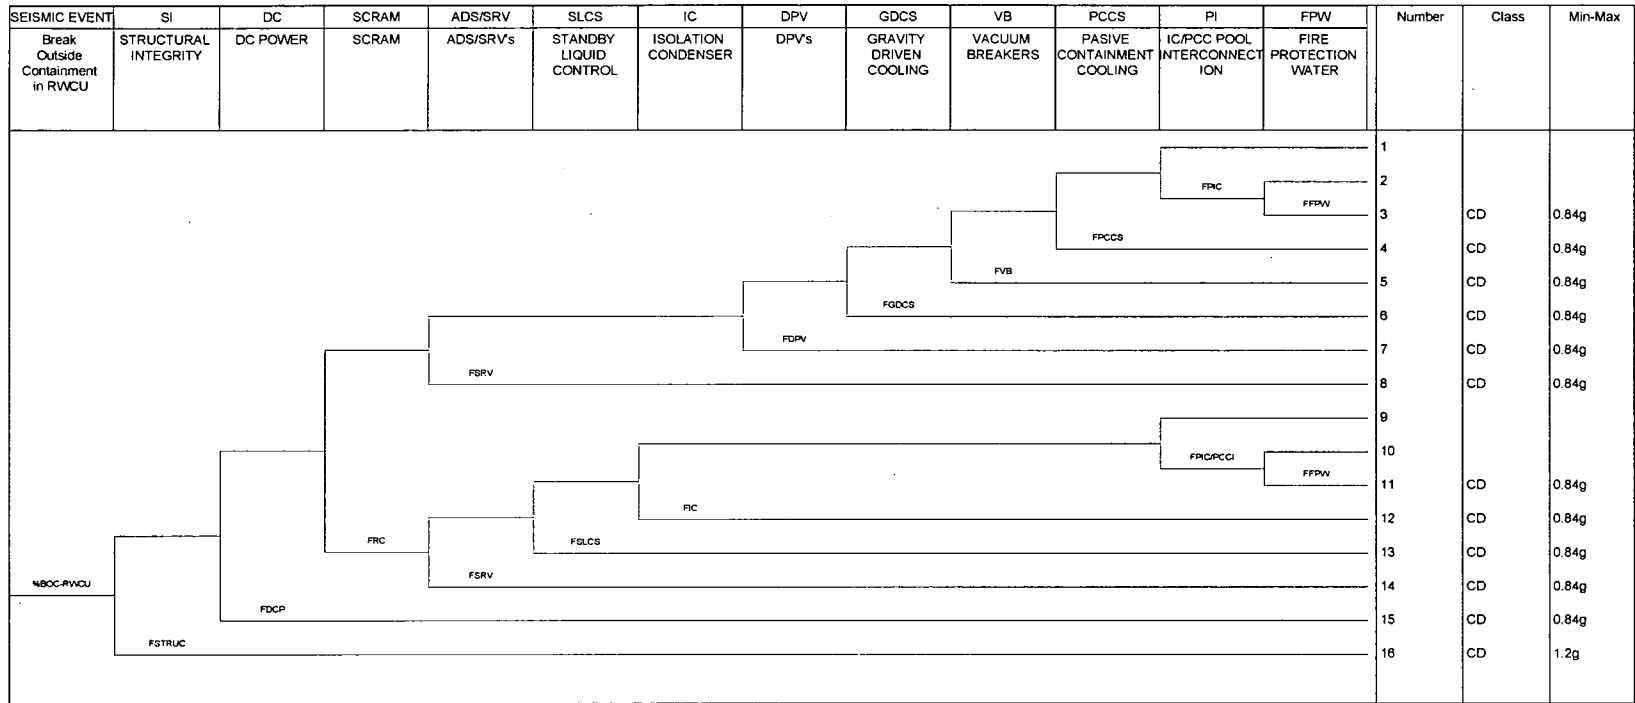 SEISMIC EVENT SI DC SCRAM ADS/SRV SLCS IC DPV GDCS VB PCCS PI FPW Number Class Min-Max
Break STRUCTURAL DC POWER SCRAM ADS/SRV's STANDBY ISOLATION DPV's GRAVITY VACUUM PASIVE IC/PCC POOL FIRE
Outside INTEGRITY LIQUID CONDENSER DRIVEN BREAKERS CONTAINMENT INTERCONNECT PROTECTION
Containment CONTROL COOLING COOLING ION WATER
in RWCU
1
FPIC 2
FFPW 3 CD 0.84g
FPCCS 4 CD 0.84g
FVB 5 CD 0.84g
FGDCS 6 CD 0.84g
FDPV 7 CD 0.84g
FSRV 8 CD 0.84g
9
FPIC/PCCI 10
FFPW 11 CD 0.84g
FIC 12 CD 0.84g
FRC FSLCS 13 CD 0.84g
%BOC-RWCU FSRV 14 CD 0.84g
FDCP 15 CD 0.84g
FSTRUC 16 CD 1.2g